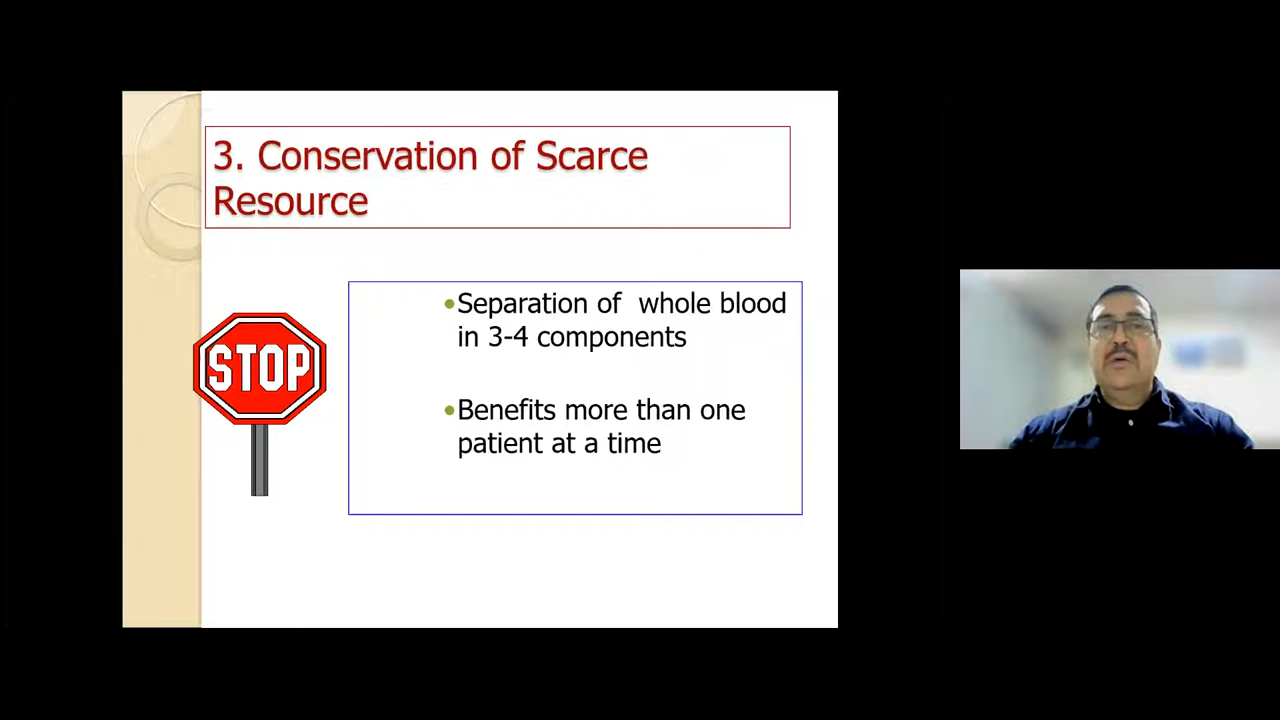 3. Conservation of Scarce
Resource
STOP
•Separation of  whole blood
in 3-4 components
•Benefits more than one
patient at a time